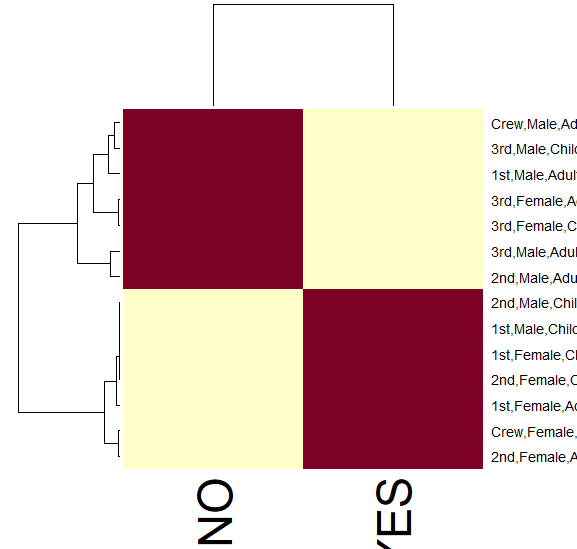 Crew,Male,Ad
3rd,Male,Chil
1st,Male,Adul
3rd,Female,A
3rd,Female,C
3rd,Male,Adul
2nd,Male,Adu
2nd,Male,Chil
1st,Male,Chil
1st,Female,Ch
2nd,Female,C
1st,Female,A
Crew,Female,
2nd,Female,A
NO
YES